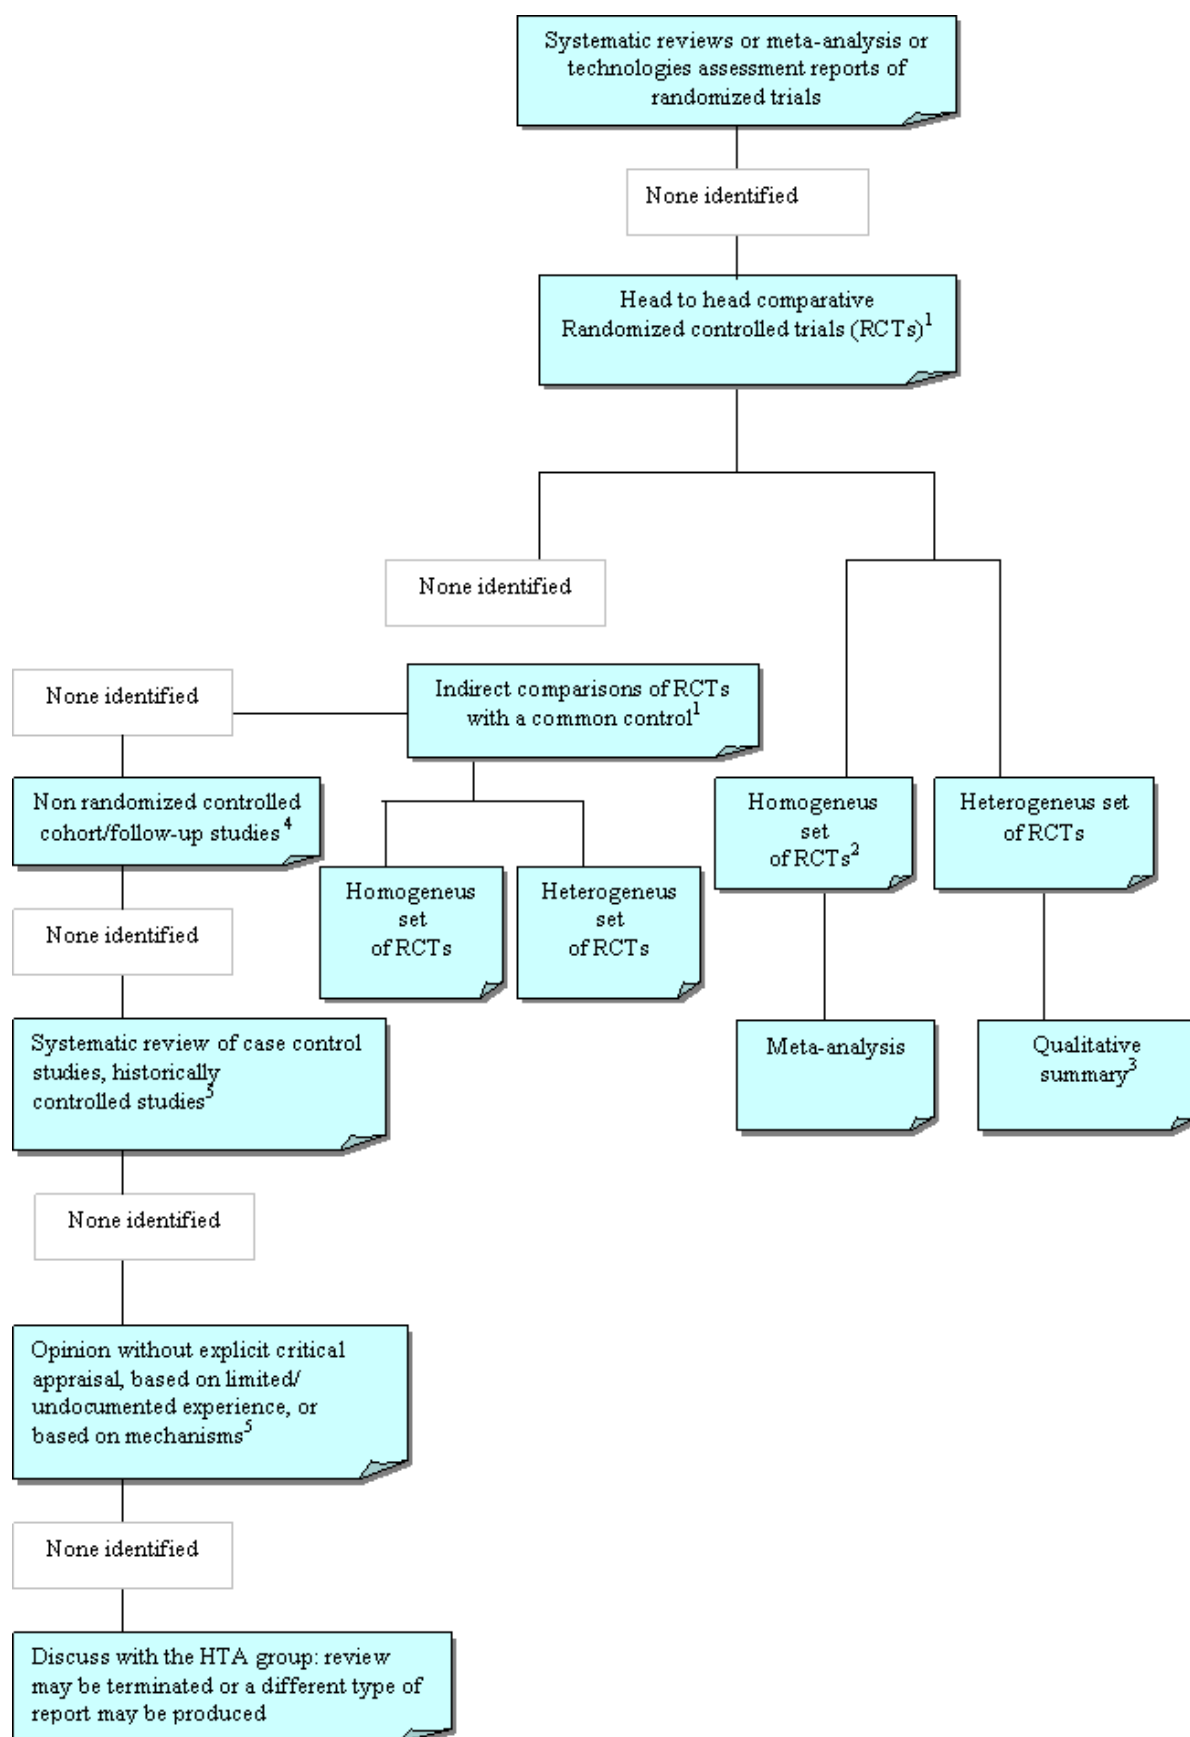 Systematic reviews or meta-analysis or
technologies assessment reports of
randomized trials
None identified
Head to head comparative
Randomized controlled trials (RCTs)1
None identified
None identified
Indirect comparisons of RCTs
with a common control1
Non randomized controlled
cohort/follow-up studies 4
Homogeneus
set
of RCTs2
Heterogeneus set
of RCTs
Homogeneus
set
of RCTs
Heterogeneus
set
of RCTs
None identified
Systematic review of case control
studies, historically
controlled studies5
Meta-analysis
Qualitative
summary3
None identified
Opinion without explicit critical
appraisal, based on limited/
undocumented experience, or
based on mechanisms5
None identified
Discuss with the HTA group: review
may be terminated or a different type of
report may be produced